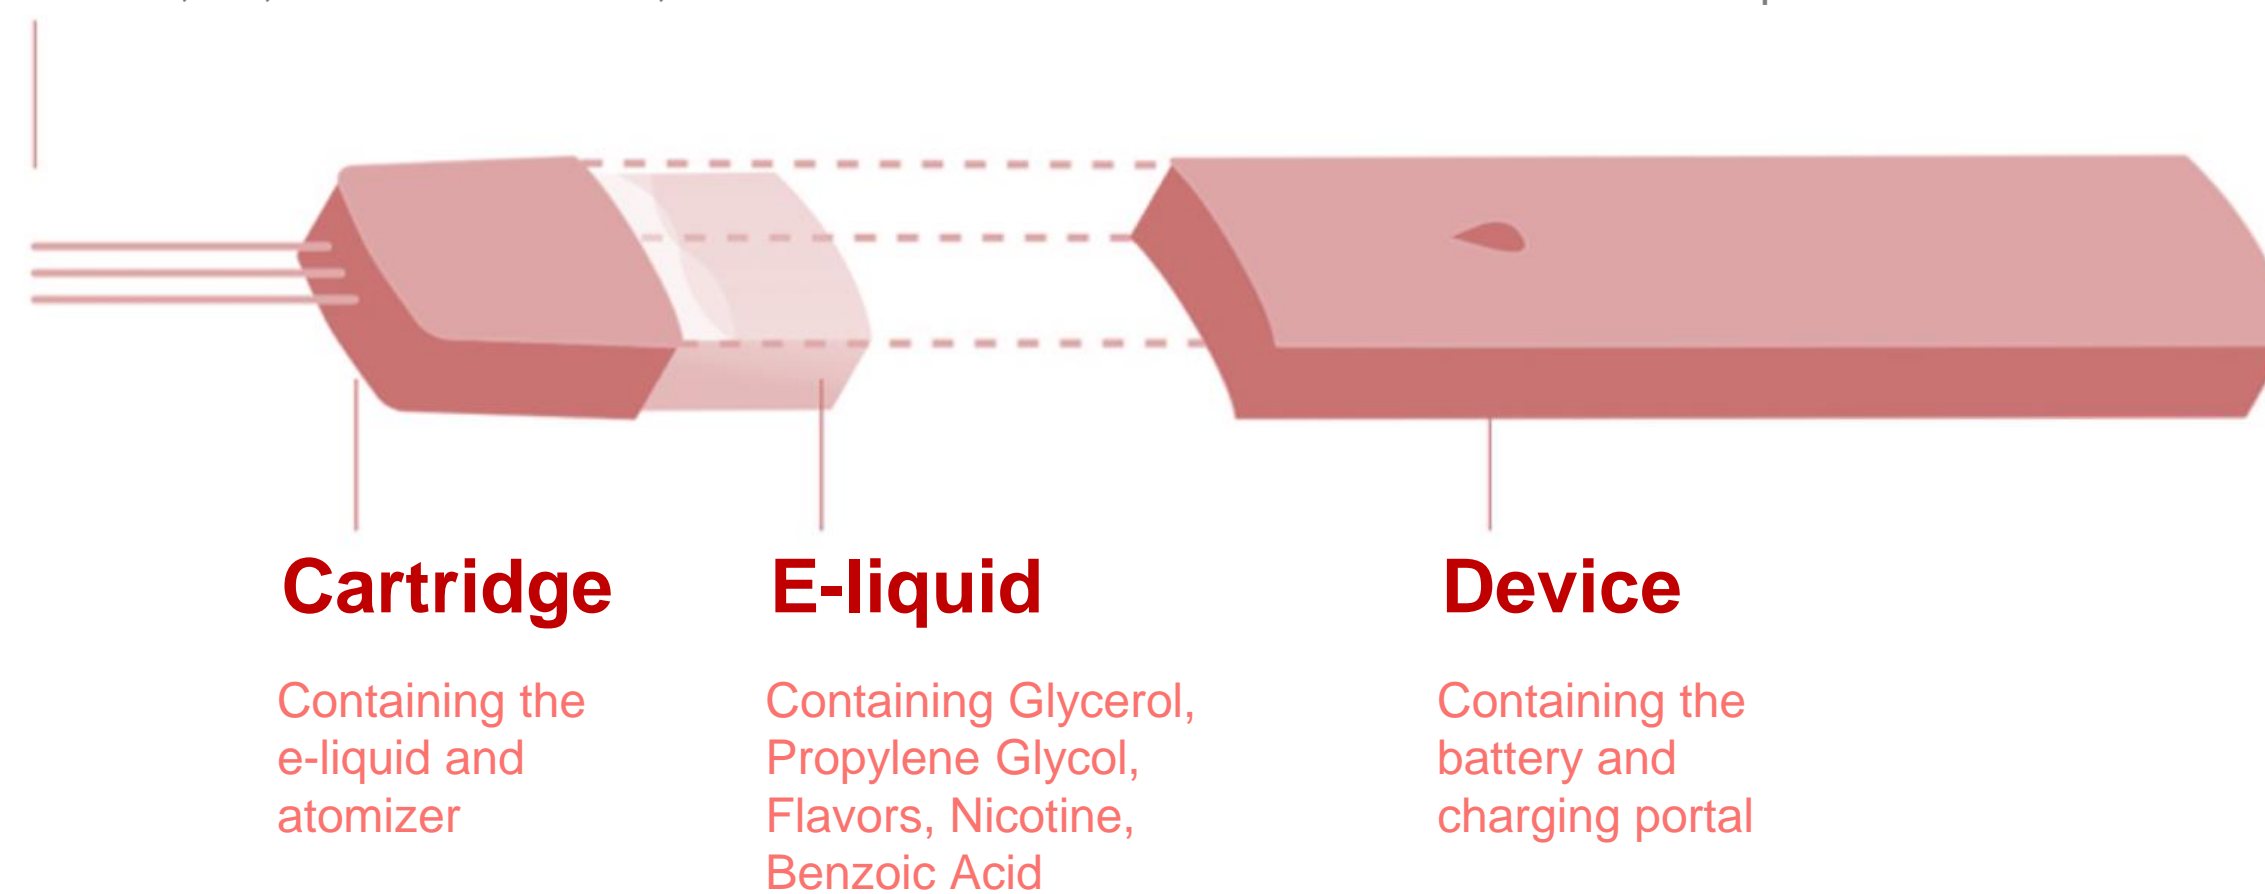 Cartridge
Containing the
e-liquid and
atomizer
E-liquid
Containing Glycerol,
Propylene Glycol,
Flavors, Nicotine,
Benzoic Acid
Device
Containing the
battery and
charging portal